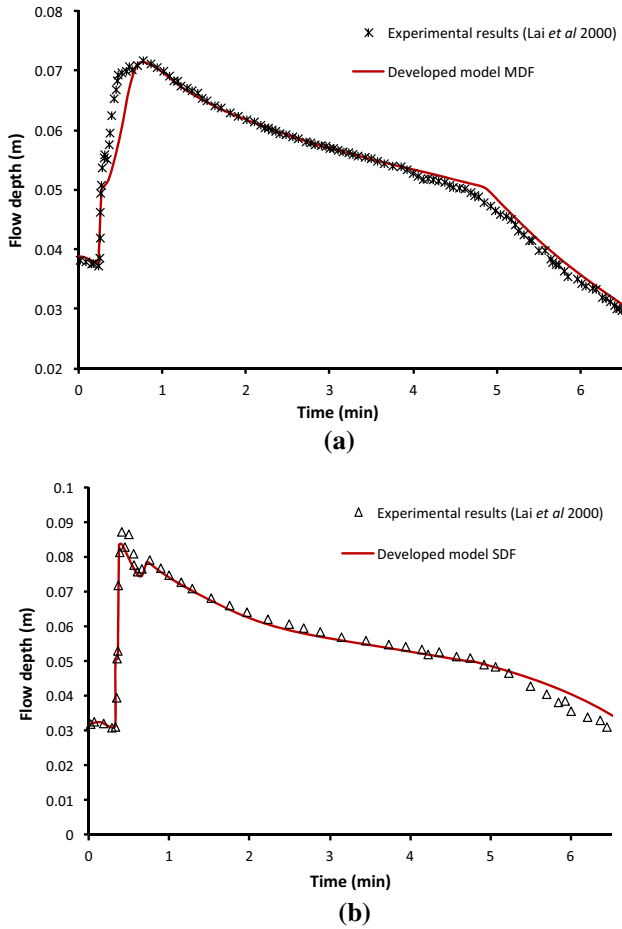 Experimental results (Lai et al 2000)
Developed model MDF
Flow depth (m)
0.08
0.07
0.06
0.05
0.04
0.03
0.02
0 1 2 3 4 5 6
Time (min)
(a)
Experimental results (Lai et al 2000)
Developed model SDF
Flow depth (m)
0.1
0.09
0.08
0.07
0.06
0.05
0.04
0.03
0.02
0.01
0
0 1 2 3 4 5 6
Time (min)
(b)